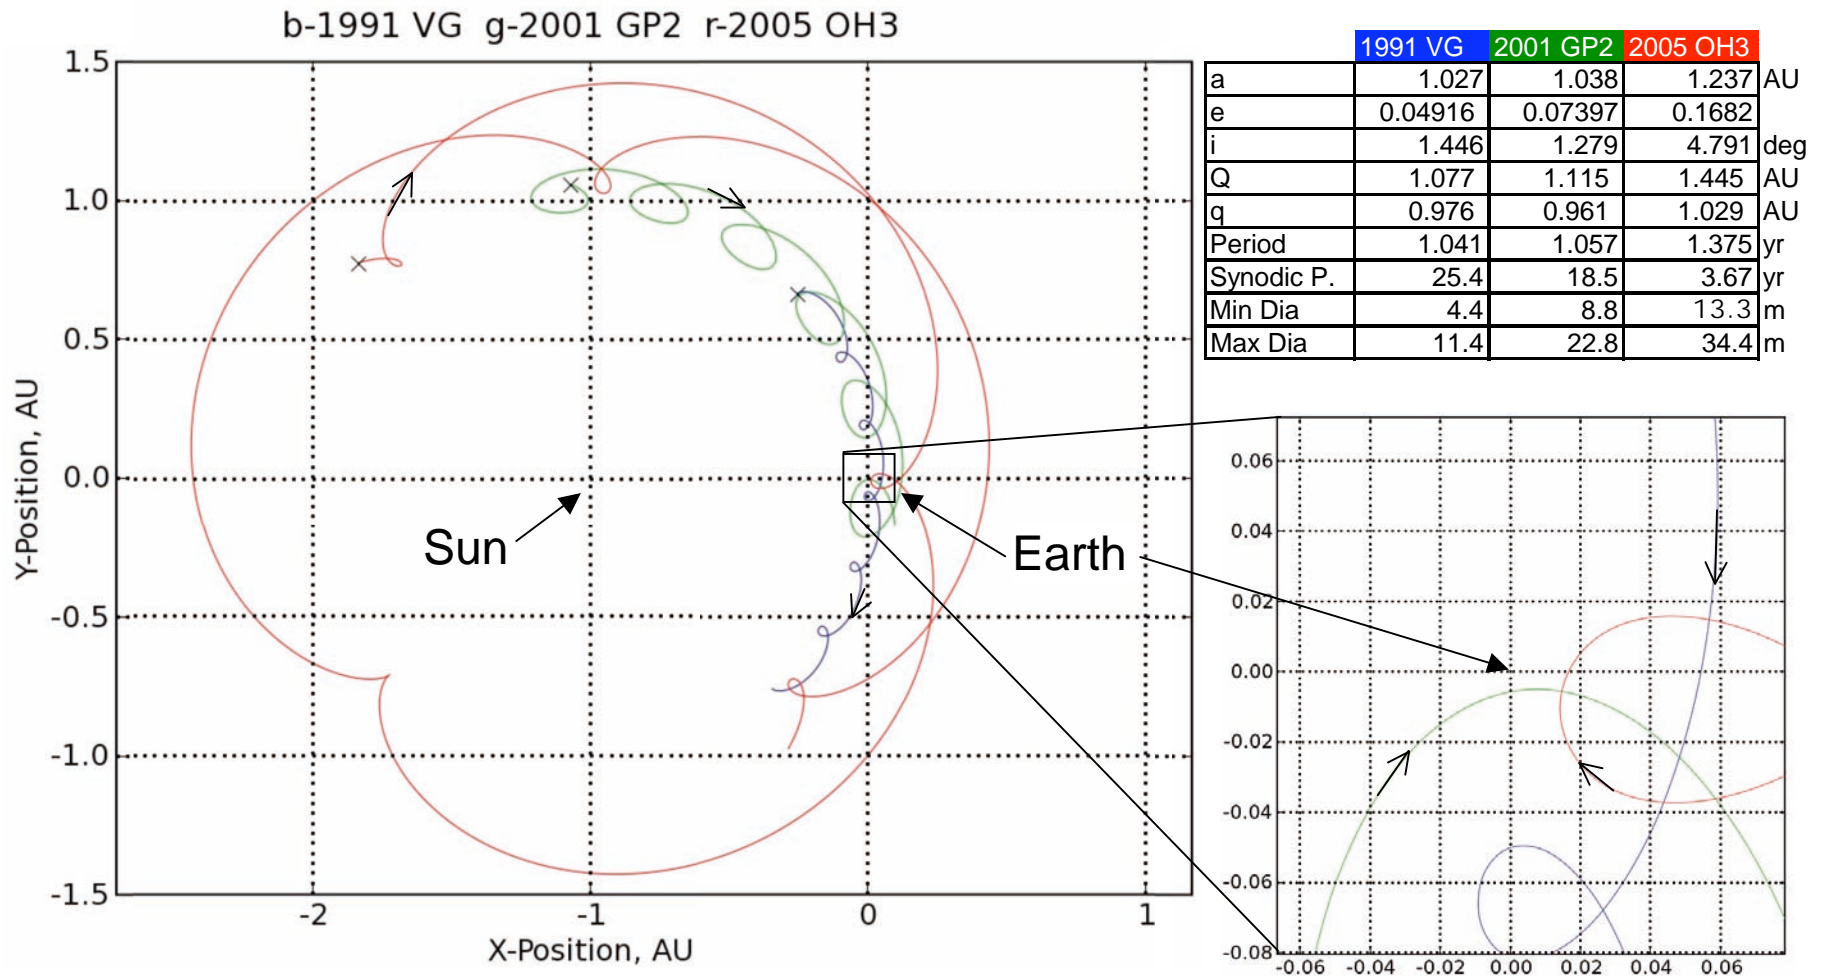 b-1991 VG g-2001 GP2 r-2005 OH3
1.5
1.0
0.5
0.0
-0.5
-1.0
-1.5
Y-Position, AU
-2
-1
0
1
X-Position, AU
Sun
Earth
1991 VG 2001 GP2 2005 OH3
a 1.027 1.038 1.237 AU
e 0.04916 0.07397 0.1682
i 1.446 1.279 4.791 deg
Q 1.077 1.115 1.445 AU
q 0.976 0.961 1.029 AU
Period 1.041 1.057 1.375 yr
Synodic P. 25.4 18.5 3.67 yr
Min Dia 4.4 8.8 13.3 m
Max Dia 11.4 22.8 34.4 m
0.06
0.04
0.02
0.00
-0.02
-0.04
-0.06
-0.08
-0.06 -0.04 -0.02 0.00 0.02 0.04 0.06